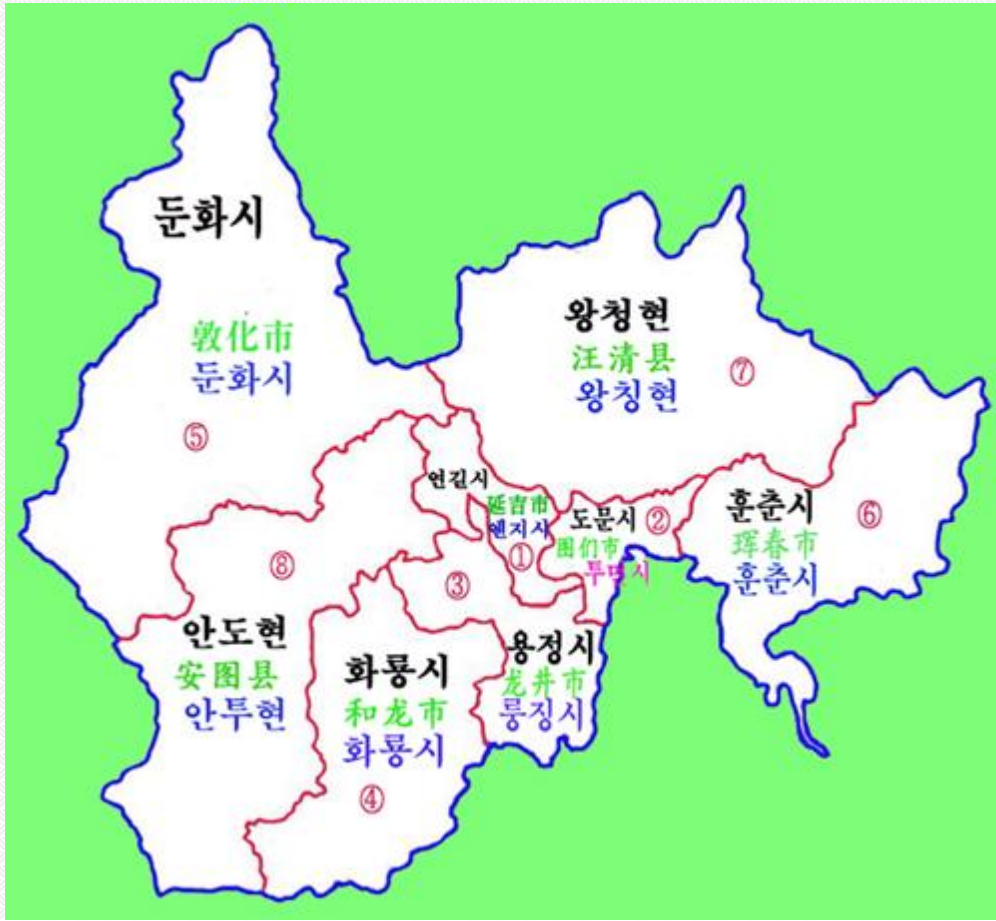 둔화시
敦化市
둔화시
⑤
왕청현
汪清县
왕칭현
⑦
연길시
延吉市
옌지시
①
도문시
图们市
투먼시
②
훈춘시
珲春市
훈춘시
⑥
⑧
③
안도현
安图县
안투현
화룡시
和龙市
화룡시
④
용정시
龙井市
룽징시